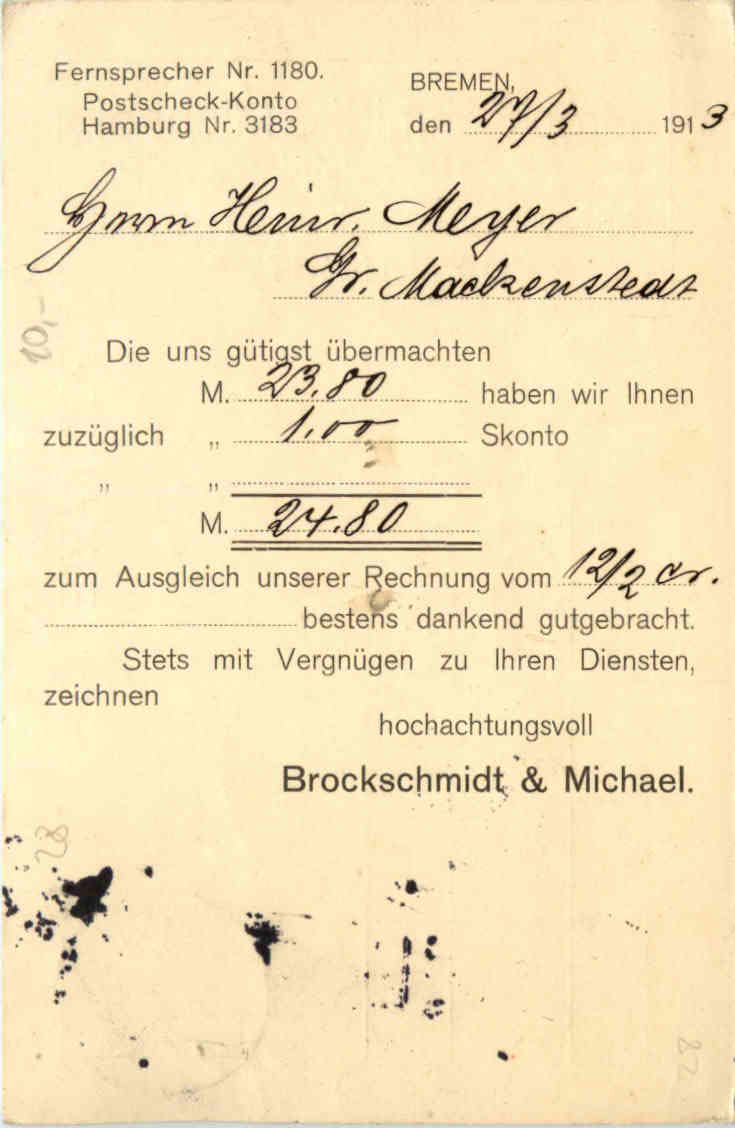 Fernsprecher Nr. 1180.
Postscheck-Konto
Hamburg Nr. 3183
BREMEN,
den 27/3 1913
Herrn Heinr. Meyer
Gr. Mackenstedt
10,-
Die uns gütigst übermachten
M. 23.80 haben wir Ihnen
zuzüglich „ 1.00 Skonto
„ „
M. 24.80
zum Ausgleich unserer Rechnung vom 12/2 cr.
bestens dankend gutgebracht.
Stets mit Vergnügen zu Ihren Diensten,
zeichnen
hochachtungsvoll
Brockschmidt & Michael.
28